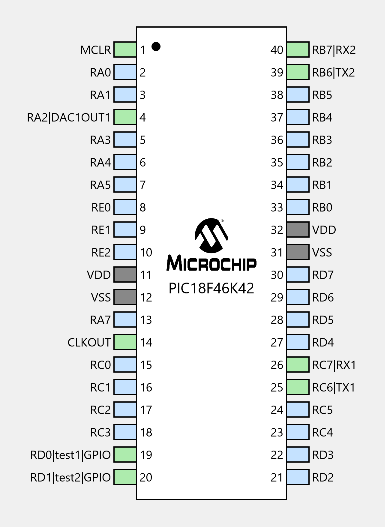 MCLR 1 40 RB7|RX2
RA0 2 39 RB6|TX2
RA1 3 38 RB5
RA2|DAC1OUT1 4 37 RB4
RA3 5 36 RB3
RA4 6 35 RB2
RA5 7 34 RB1
RE0 8 33 RB0
RE1 9 32 VDD
RE2 10 31 VSS
MICROCHIP
VDD 11 30 RD7
PIC18F46K42
VSS 12 29 RD6
RA7 13 28 RD5
CLKOUT 14 27 RD4
RC0 15 26 RC7|RX1
RC1 16 25 RC6|TX1
RC2 17 24 RC5
RC3 18 23 RC4
RD0|test1|GPIO 19 22 RD3
RD1|test2|GPIO 20 21 RD2